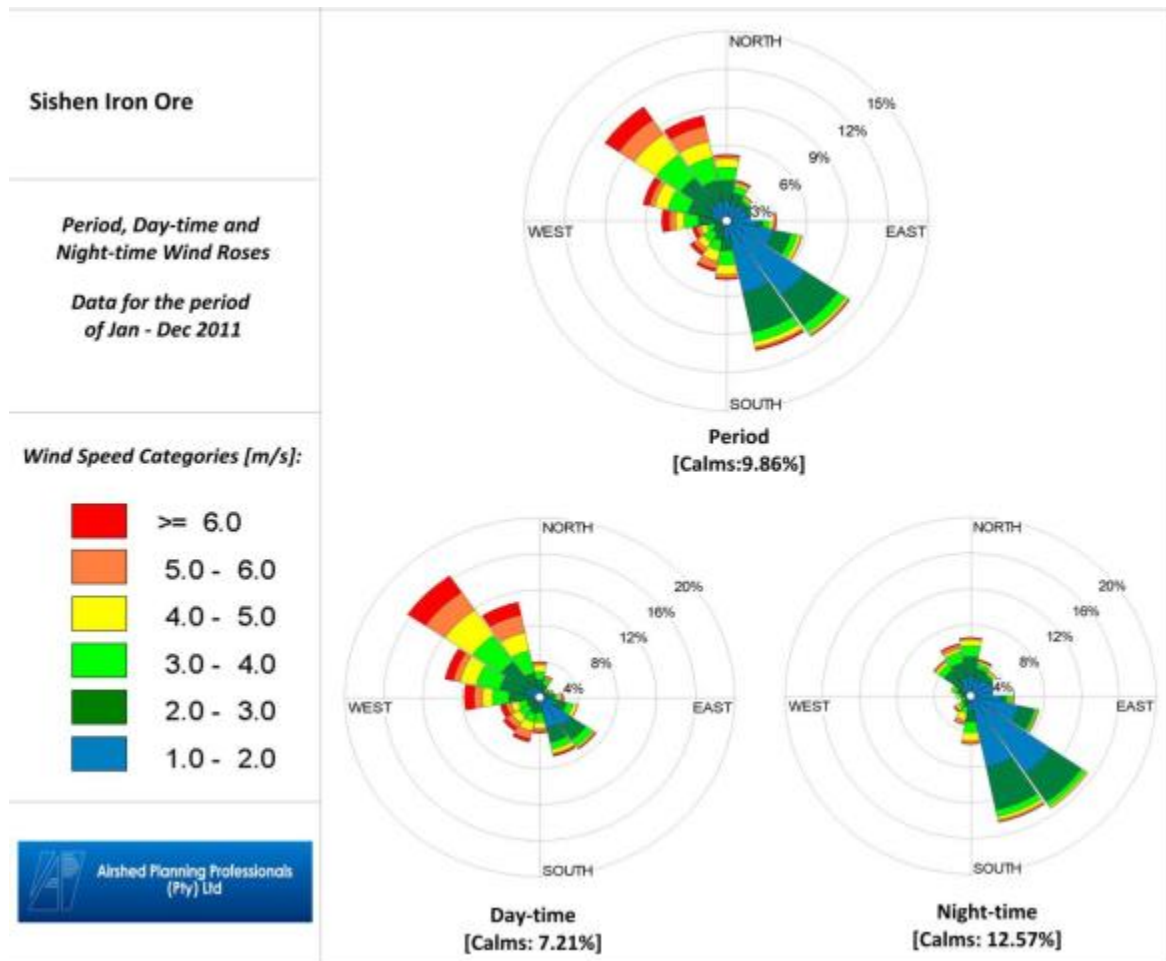 Sishen Iron Ore
Period, Day-time and
Night-time Wind Roses
Data for the period
of Jan - Dec 2011
Wind Speed Categories [m/s]:
>= 6.0
5.0 - 6.0
4.0 - 5.0
3.0 - 4.0
2.0 - 3.0
1.0 - 2.0
Airshed Planning Professionals
(Pty) Ltd
NORTH
15%
12%
9%
6%
3%
WEST
EAST
SOUTH
Period
[Calms:9.86%]
NORTH
20%
16%
12%
8%
4%
WEST
EAST
SOUTH
Day-time
[Calms: 7.21%]
NORTH
20%
16%
12%
8%
4%
WEST
EAST
SOUTH
Night-time
[Calms: 12.57%]